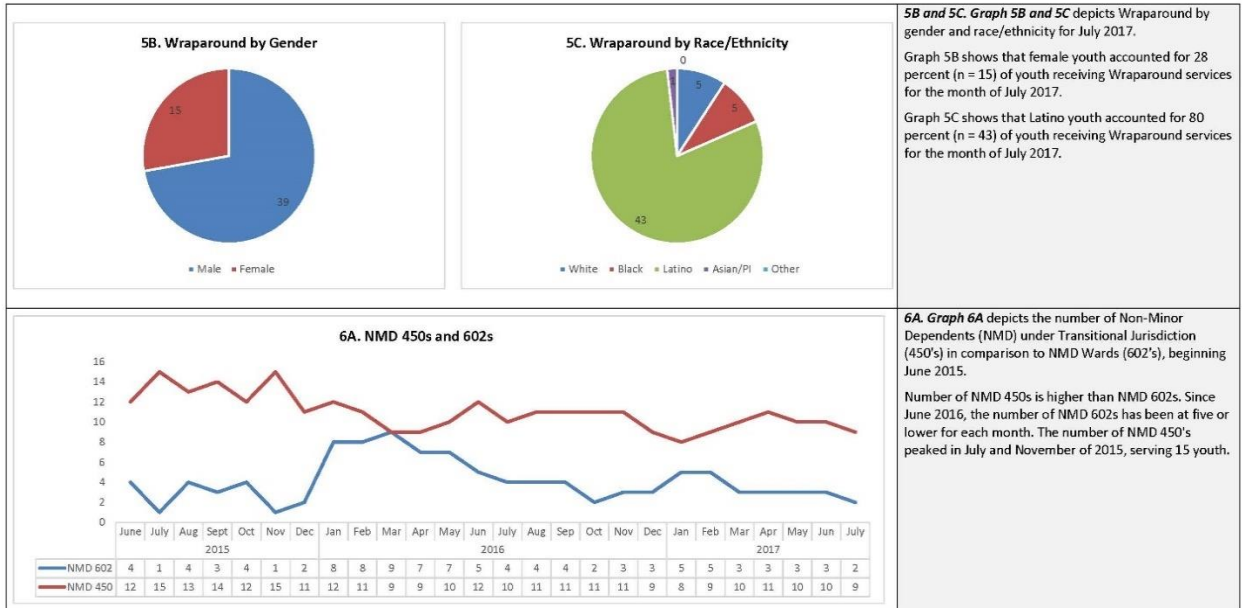 5B. Wraparound by Gender
15
39
Male Female
5C. Wraparound by Race/Ethnicity
0
1
5
5
43
White Black Latino Asian/PI Other
5B and 5C. Graph 5B and 5C depicts Wraparound by
gender and race/ethnicity for July 2017.
Graph 5B shows that female youth accounted for 28
percent (n = 15) of youth receiving Wraparound services
for the month of July 2017.
Graph 5C shows that Latino youth accounted for 80
percent (n = 43) of youth receiving Wraparound services
for the month of July 2017.
6A. NMD 450s and 602s
16
14
12
10
8
6
4
2
0
June July Aug Sept Oct Nov Dec Jan Feb Mar Apr May Jun July Aug Sep Oct Nov Dec Jan Feb Mar Apr May Jun July
2015 2016 2017
NMD 602 4 1 4 3 4 1 2 8 8 9 7 7 5 4 4 4 2 3 3 5 5 3 3 3 3 2
NMD 450 12 15 13 14 12 15 11 12 11 9 9 10 12 10 11 11 11 11 9 8 9 10 11 10 10 9
6A. Graph 6A depicts the number of Non-Minor
Dependents (NMD) under Transitional Jurisdiction
(450's) in comparison to NMD Wards (602's), beginning
June 2015.
Number of NMD 450s is higher than NMD 602s. Since
June 2016, the number of NMD 602s has been at five or
lower for each month. The number of NMD 450's
peaked in July and November of 2015, serving 15 youth.